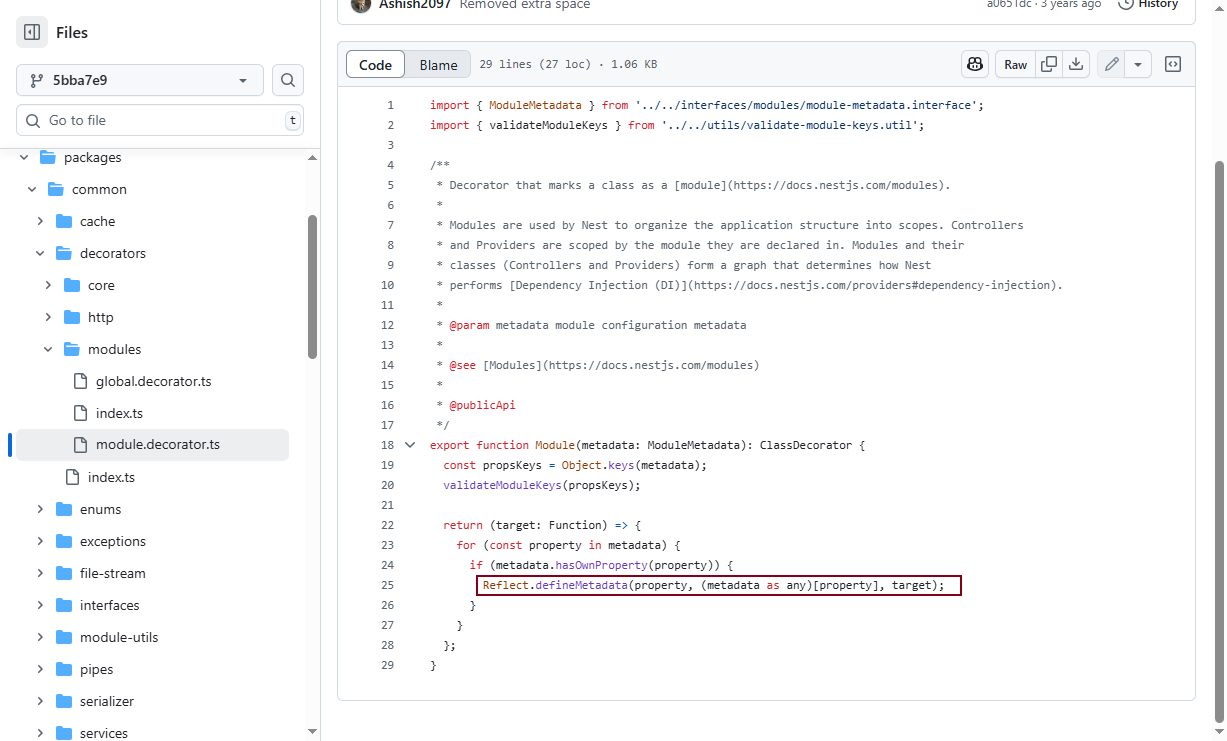 Files
5bba7e9
Go to file
t
packages
common
cache
decorators
core
http
modules
global.decorator.ts
index.ts
module.decorator.ts
index.ts
enums
exceptions
file-stream
interfaces
module-utils
pipes
serializer
services
Ashish2097 Removed extra space
a0651dc · 3 years ago
History
Code
Blame
29 lines (27 loc) · 1.06 KB
Raw
1 import { ModuleMetadata } from '../../interfaces/modules/module-metadata.interface';
2 import { validateModuleKeys } from '../../utils/validate-module-keys.util';
3
4 /**
5 * Decorator that marks a class as a [module](https://docs.nestjs.com/modules).
6 *
7 * Modules are used by Nest to organize the application structure into scopes. Controllers
8 * and Providers are scoped by the module they are declared in. Modules and their
9 * classes (Controllers and Providers) form a graph that determines how Nest
10 * performs [Dependency Injection (DI)](https://docs.nestjs.com/providers#dependency-injection).
11 *
12 * @param metadata module configuration metadata
13 *
14 * @see [Modules](https://docs.nestjs.com/modules)
15 *
16 * @publicApi
17 */
18 export function Module(metadata: ModuleMetadata): ClassDecorator {
19 const propsKeys = Object.keys(metadata);
20 validateModuleKeys(propsKeys);
21
22 return (target: Function) => {
23 for (const property in metadata) {
24 if (metadata.hasOwnProperty(property)) {
25 Reflect.defineMetadata(property, (metadata as any)[property], target);
26 }
27 }
28 };
29 }